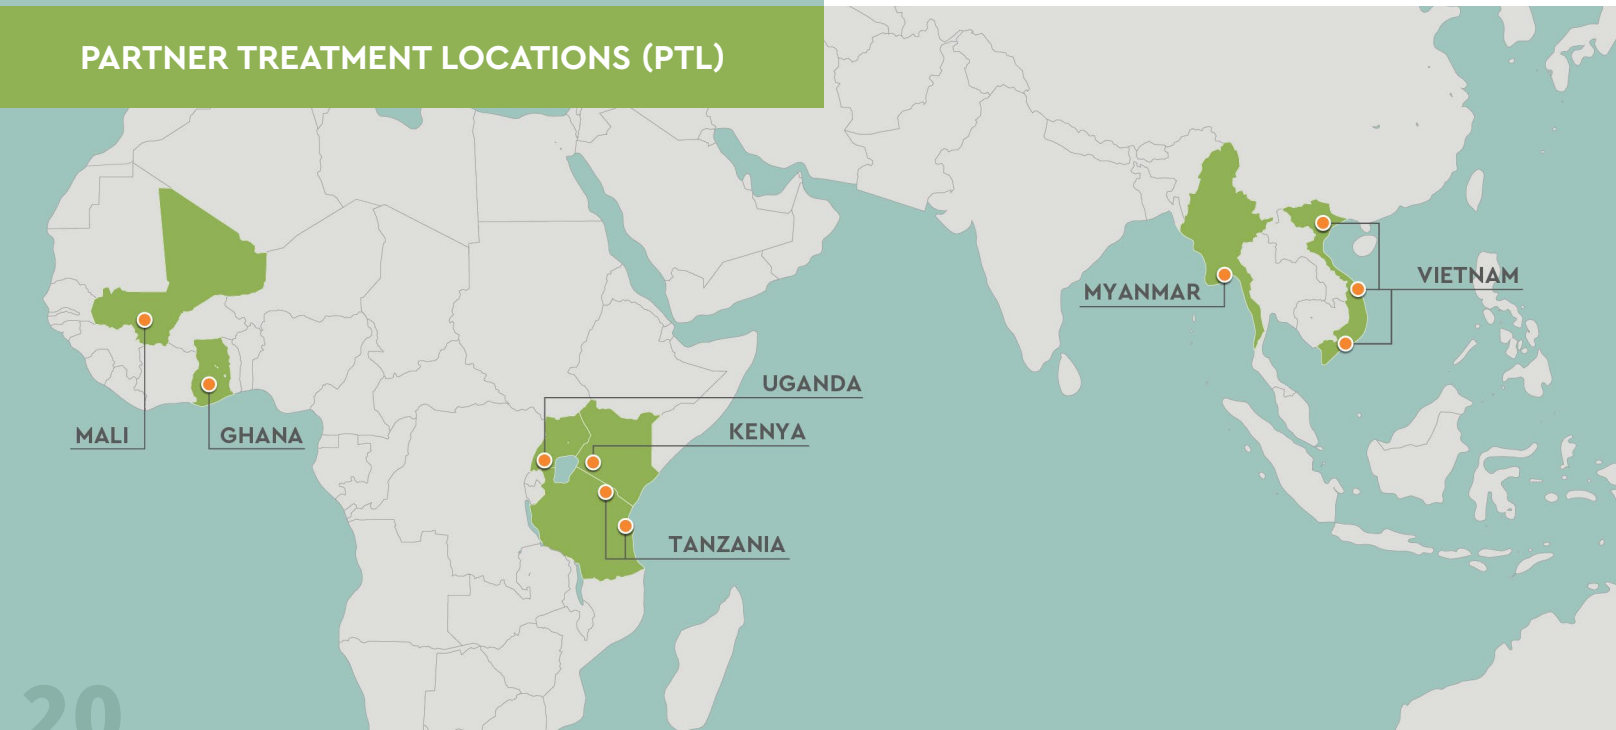 PARTNER TREATMENT LOCATIONS (PTL)
VIETNAM
MYANMAR
UGANDA
KENYA
MALI
GHANA
TANZANIA
20